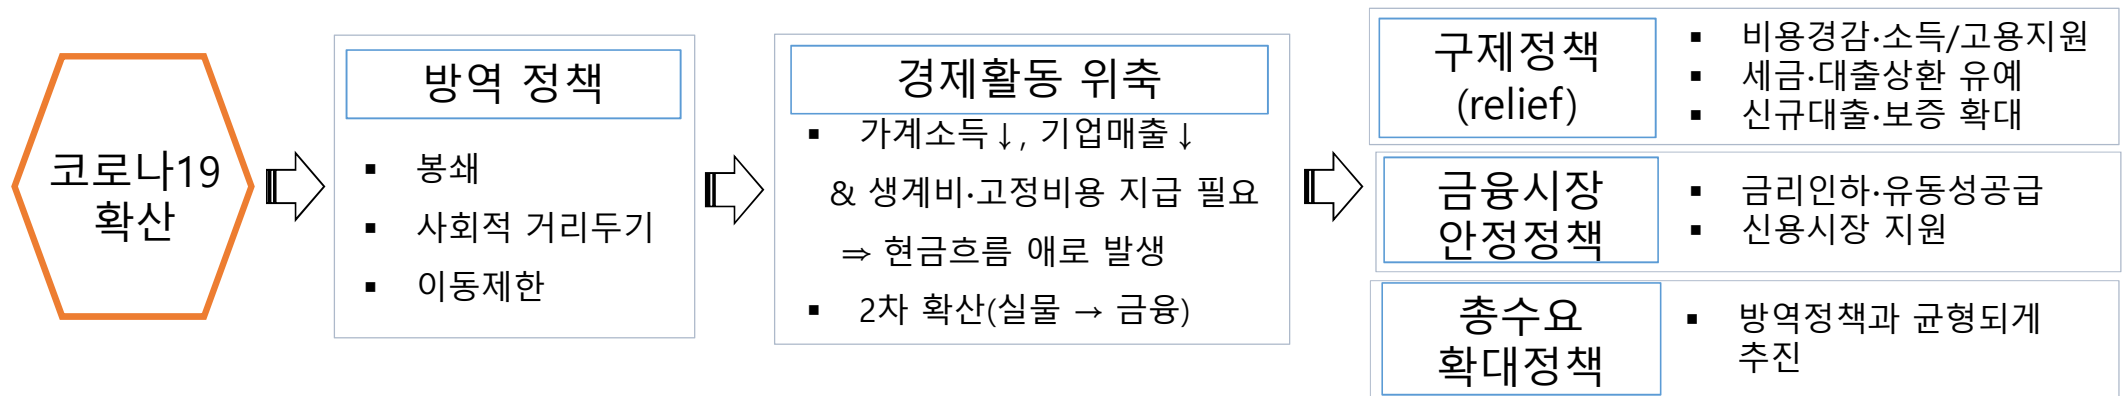 코로나19
확산
방역 정책
▪ 봉쇄
▪ 사회적 거리두기
▪ 이동제한
경제활동 위축
▪ 가계소득↓, 기업매출↓
& 생계비·고정비용 지급 필요
⇒ 현금흐름 애로 발생
▪ 2차 확산(실물 → 금융)
구제정책
(relief)
▪ 비용경감·소득/고용지원
▪ 세금·대출상환 유예
▪ 신규대출·보증 확대
금융시장
안정정책
▪ 금리인하·유동성공급
▪ 신용시장 지원
총수요
확대정책
▪ 방역정책과 균형되게
추진